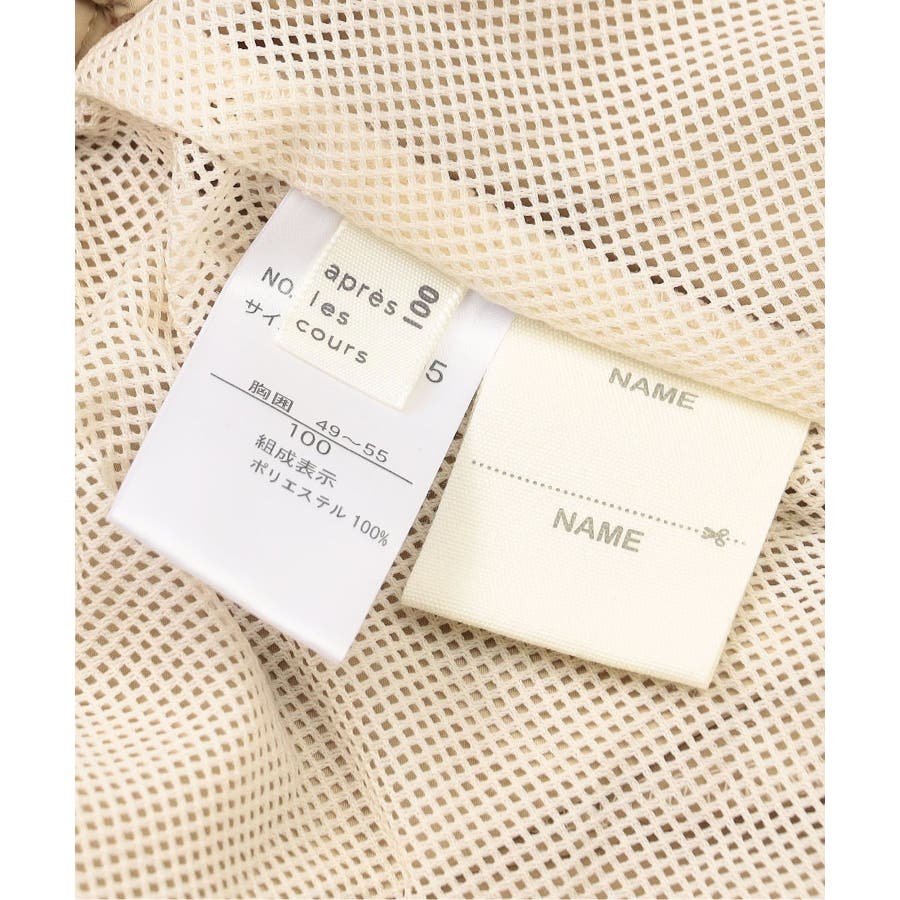 après
les
cours
100
NO.
サイ
5
胸囲 49～55
100
組成表示
ポリエステル 100%
NAME
NAME